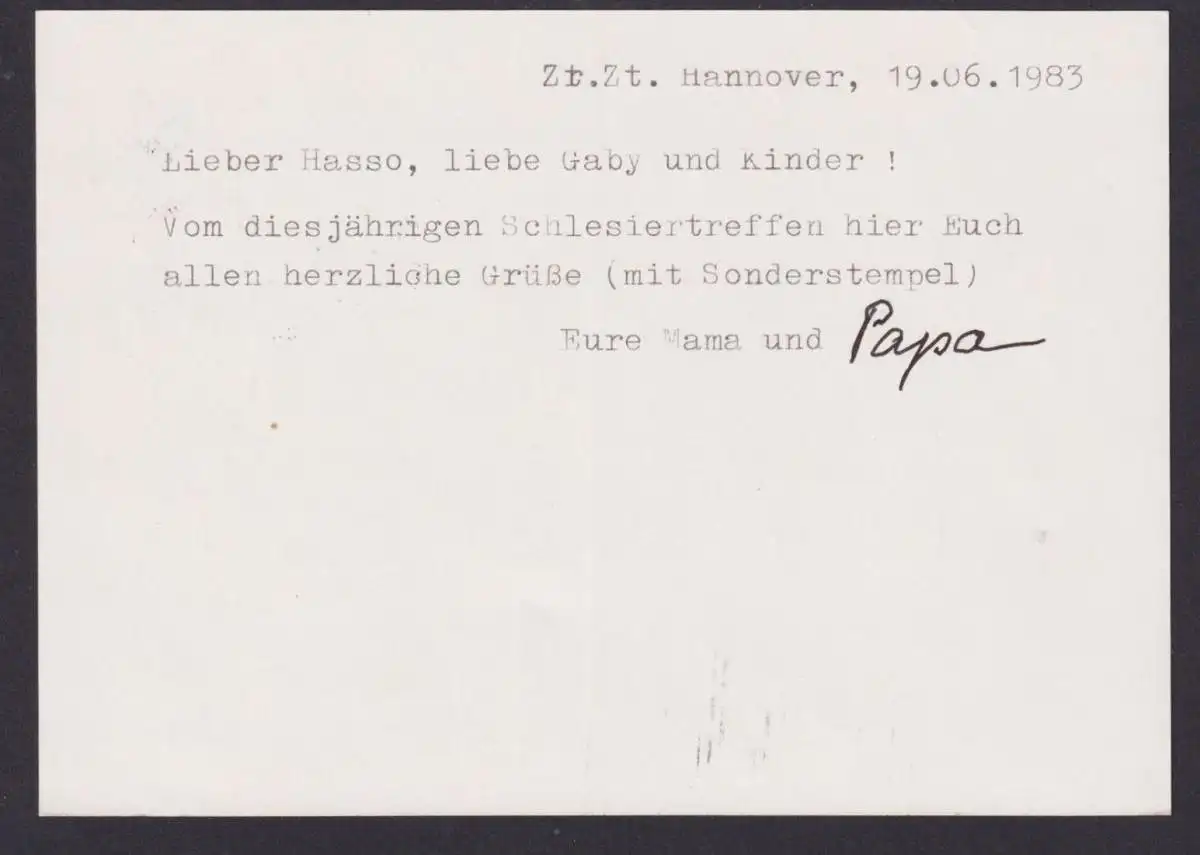 Zt.Zt. Hannover, 19.06.1983
Lieber Hasso, liebe Gaby und Kinder !
Vom diesjährigen Schlesiertreffen hier Euch
allen herzliche Grüße (mit Sonderstempel)
Eure Mama und Papa